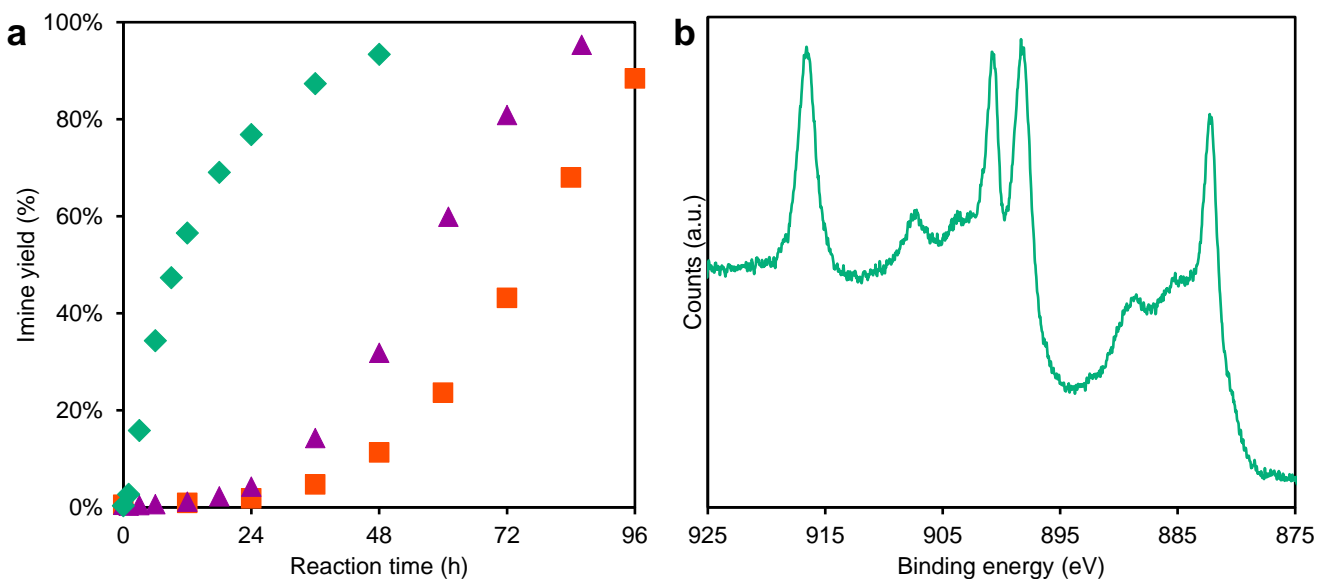 a
100%
80%
60%
40%
20%
0%
Imine yield (%)
0 24 48 72 96
Reaction time (h)
b
Counts (a.u.)
925 915 905 895 885 875
Binding energy (eV)